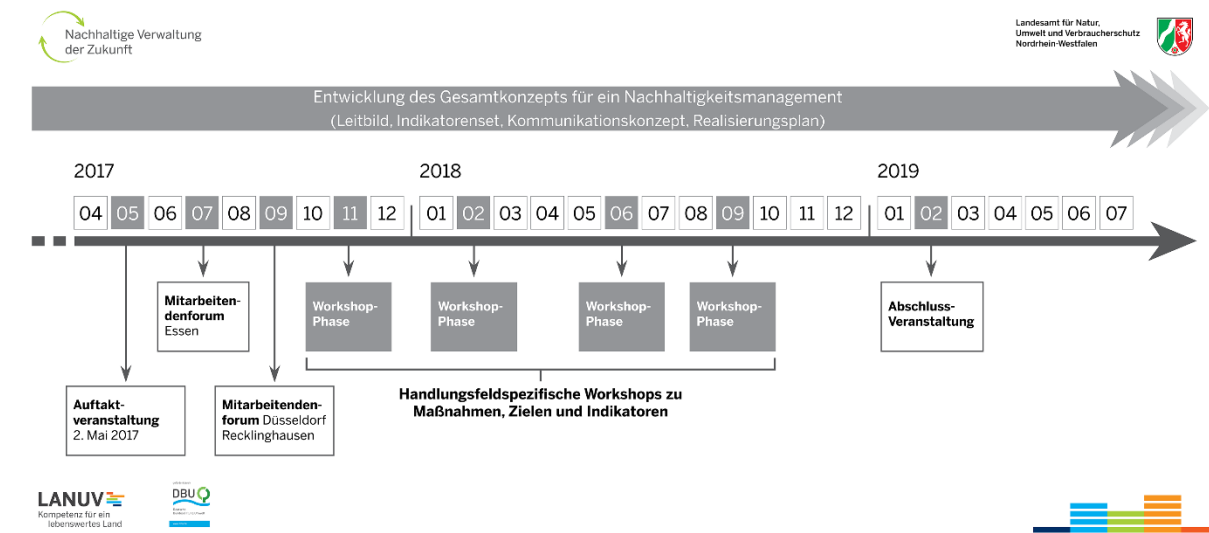 Nachhaltige Verwaltung
der Zukunft
Landesamt für Natur,
Umwelt und Verbraucherschutz
Nordrhein-Westfalen
Entwicklung des Gesamtkonzepts für ein Nachhaltigkeitsmanagement
(Leitbild, Indikatorenset, Kommunikationskonzept, Realisierungsplan)
2017 2018 2019
04 05 06 07 08 09 10 11 12 01 02 03 04 05 06 07 08 09 10 11 12 01 02 03 04 05 06 07
Mitarbeiten-
denforum
Essen
Workshop-
Phase
Workshop-
Phase
Workshop-
Phase
Workshop-
Phase
Abschluss-
Veranstaltung
Auftakt-
veranstaltung
2. Mai 2017
Mitarbeitenden-
forum Düsseldorf
Recklinghausen
Handlungsfeldspezifische Workshops zu
Maßnahmen, Zielen und Indikatoren
LANUV
Kompetenz für ein
lebenswertes Land
DBU